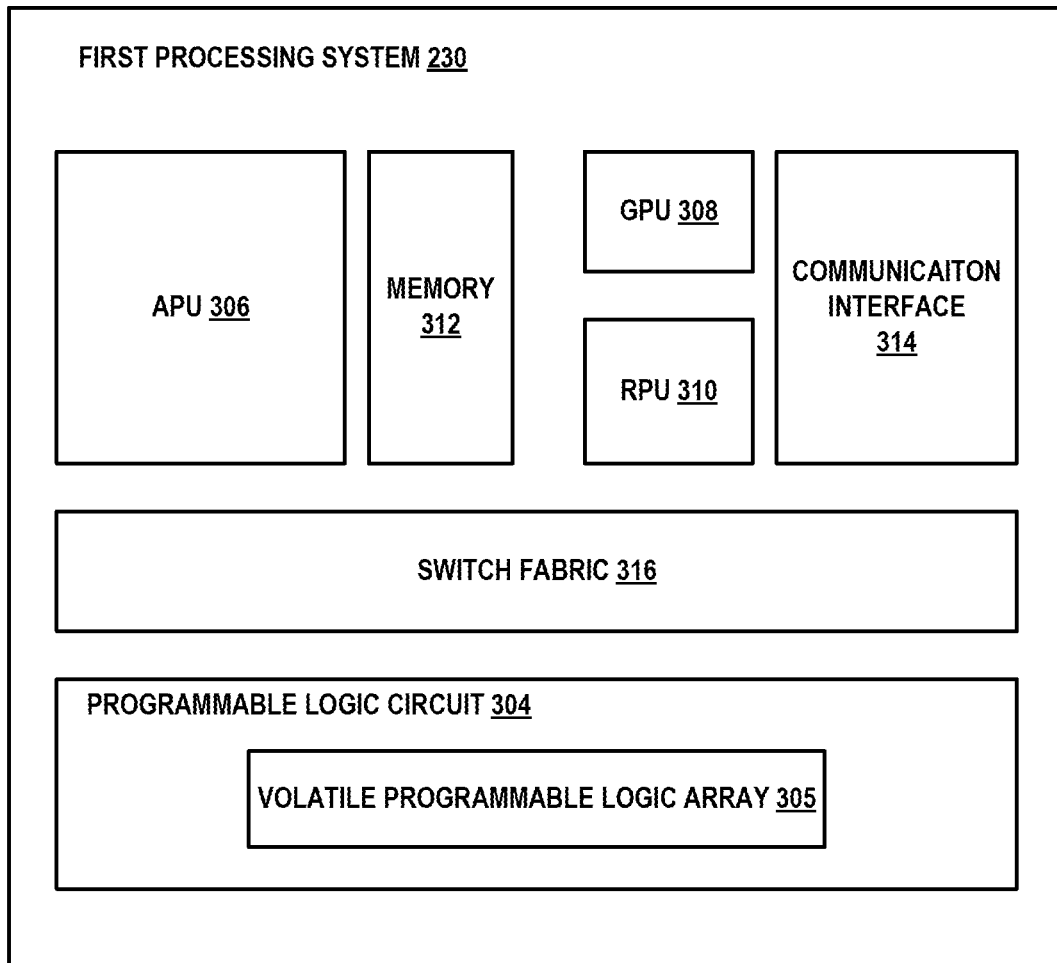 FIRST PROCESSING SYSTEM 230
APU 306
MEMORY
312
GPU 308
RPU 310
COMMUNICAITON
INTERFACE
314
SWITCH FABRIC 316
PROGRAMMABLE LOGIC CIRCUIT 304
VOLATILE PROGRAMMABLE LOGIC ARRAY 305